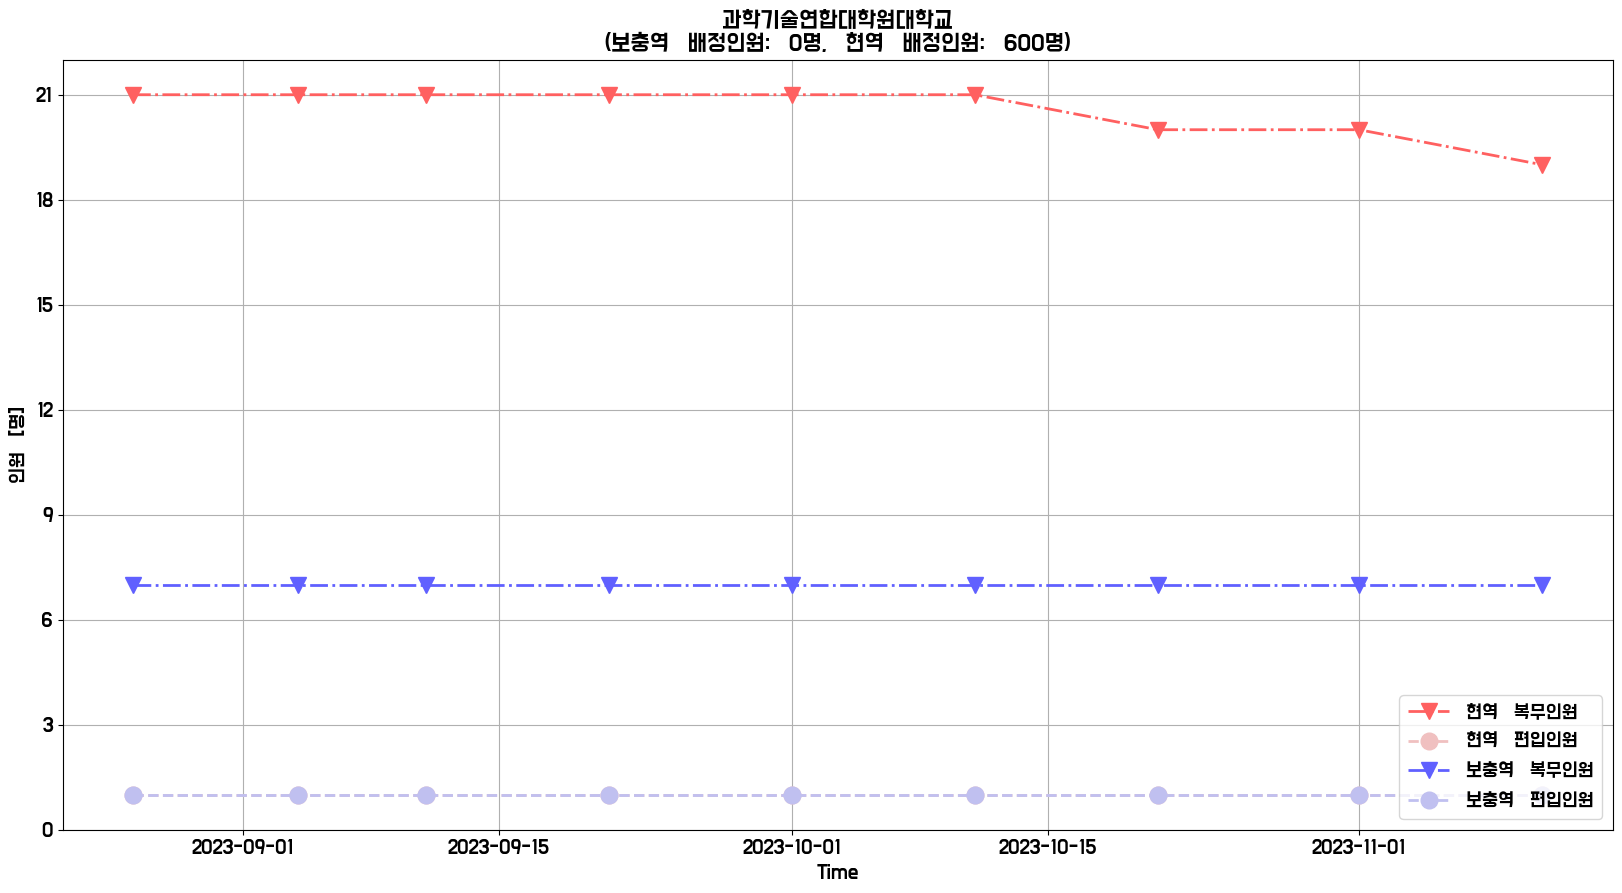 과학기술연합대학원대학교
(보충역 배정인원: 0명, 현역 배정인원: 600명)
인원 [명]
21
18
15
12
9
6
3
0
현역 복무인원
현역 편입인원
보충역 복무인원
보충역 편입인원
2023-09-01
2023-09-15
2023-10-01
2023-10-15
2023-11-01
Time